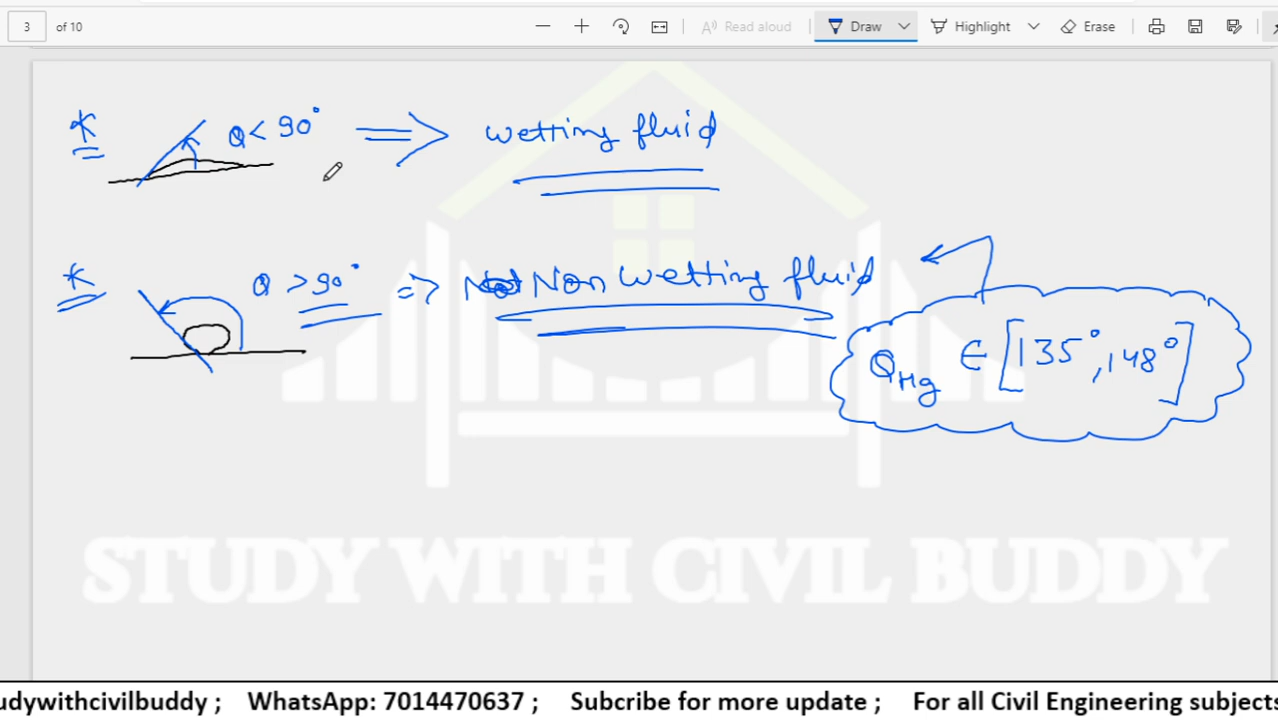 3 of 10
Read aloud
Draw
Highlight
Erase
* θ < 90° ⇒ wetting fluid
* θ > 90° ⇒ Non Wetting fluid
θHg ∈ [135°, 148°]
STUDY WITH CIVIL BUDDY
udywithcivilbuddy ; WhatsApp: 7014470637 ; Subcribe for more update ; For all Civil Engineering subjects